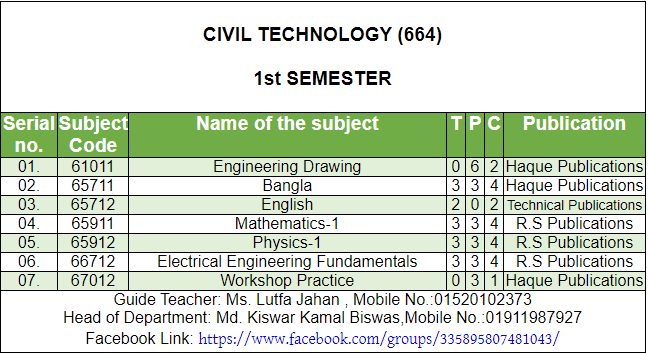 CIVIL TECHNOLOGY (664)
1st SEMESTER
Serial no. Subject Code Name of the subject T P C Publication
01. 61011 Engineering Drawing 0 6 2 Haque Publications
02. 65711 Bangla 3 3 4 Haque Publications
03. 65712 English 2 0 2 Technical Publications
04. 65911 Mathematics-1 3 3 4 R.S Publications
05. 65912 Physics-1 3 3 4 R.S Publications
06. 66712 Electrical Engineering Fundamentals 3 3 4 R.S Publications
07. 67012 Workshop Practice 0 3 1 Haque Publications
Guide Teacher: Ms. Lutfa Jahan , Mobile No.:01520102373
Head of Department: Md. Kiswar Kamal Biswas,Mobile No.:01911987927
Facebook Link: https://www.facebook.com/groups/335895807481043/